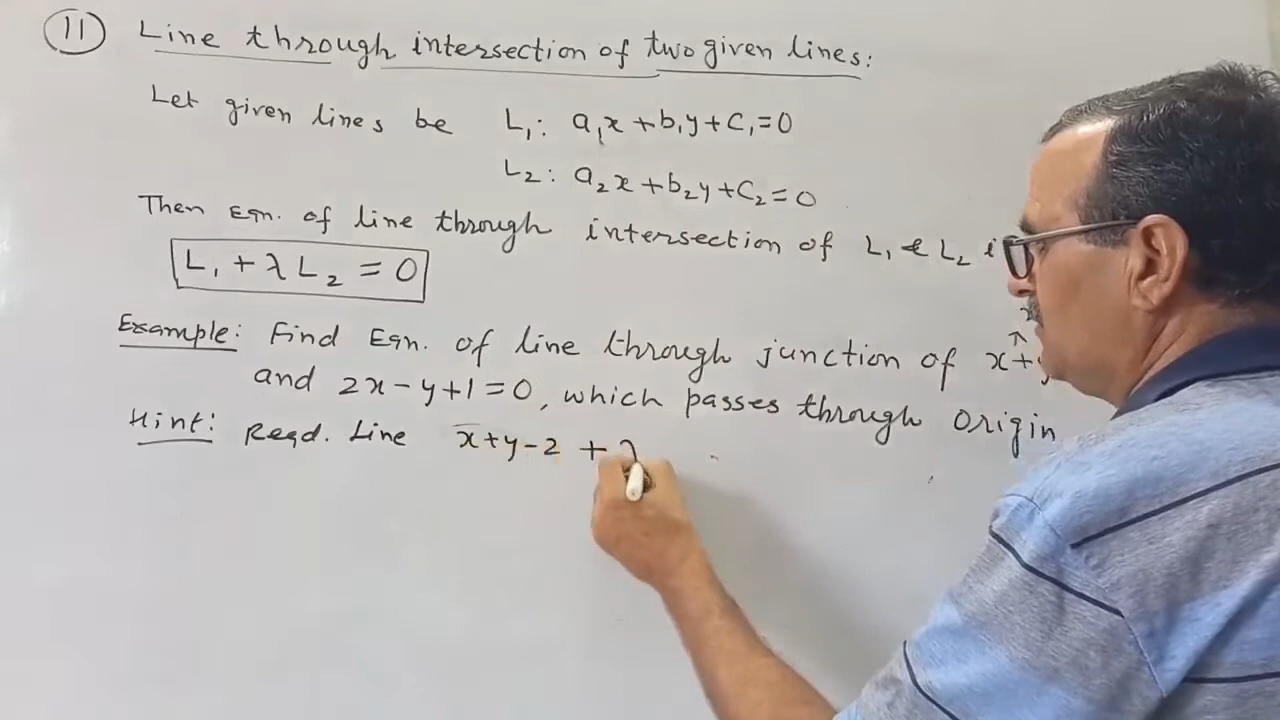 11 Line through intersection of two given lines:
Let given lines be L₁: a₁x + b₁y + c₁ = 0
L₂: a₂x + b₂y + c₂ = 0
Then Eqn. of line through intersection of L₁ & L₂ i
L₁ + λ L₂ = 0
Example: Find Eqn. of line through junction of x+
and 2x - y + 1 = 0, which passes through origin
Hint: Reqd. Line x + y - 2 + λ